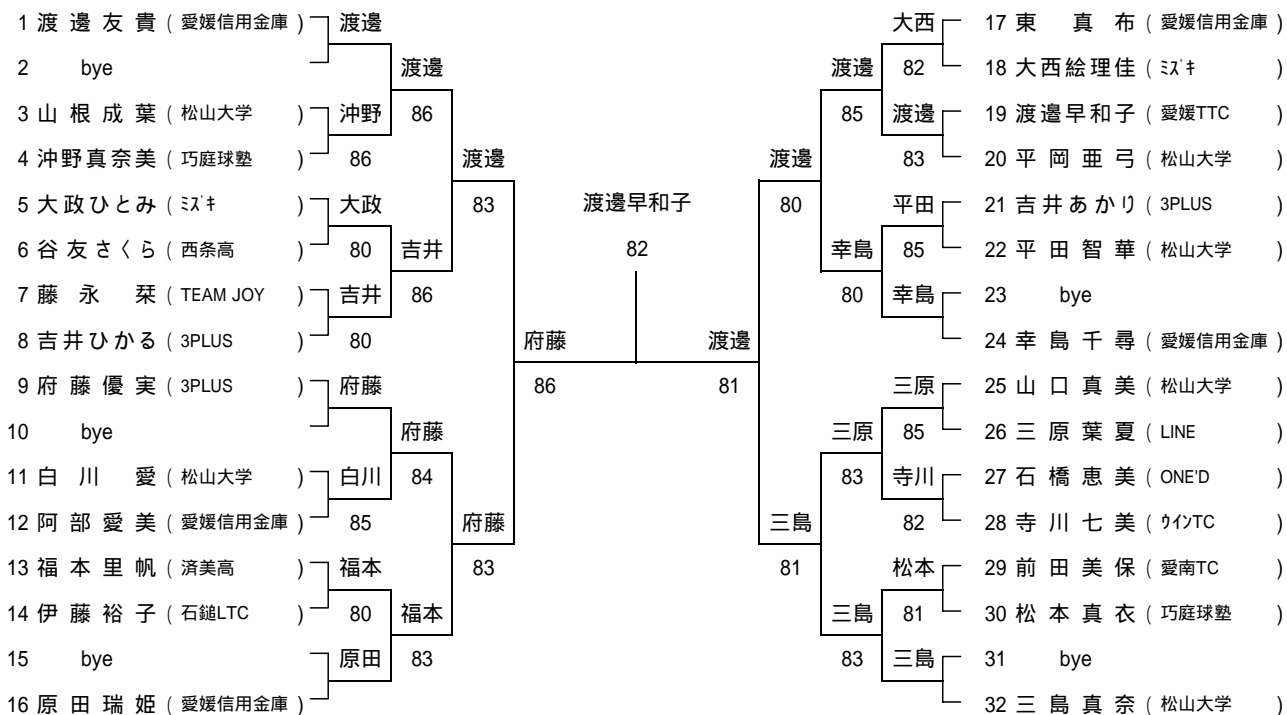 1 渡 邊 友 貴 ( 愛媛信用金庫 ) 渡邊
2 bye
渡邊
3 山 根 成 葉 ( 松山大学 ) 沖野 86
4 沖野真奈美 ( 巧庭球塾 ) 86
渡邊
5 大政ひとみ ( ミズキ ) 大政 83
6 谷 友 さくら ( 西条高 ) 80 吉井
7 藤 永 栞 ( TEAM JOY ) 吉井 86
8 吉井ひかる ( 3PLUS ) 80
府藤
9 府 藤 優 実 ( 3PLUS ) 府藤 86
10 bye
府藤
11 白 川 愛 ( 松山大学 ) 白川 84
12 阿 部 愛 美 ( 愛媛信用金庫 ) 85
府藤
13 福 本 里 帆 ( 済美高 ) 福本 83
14 伊 藤 裕 子 ( 石鎚LTC ) 80 福本
15 bye 原田 83
16 原 田 瑞 姫 ( 愛媛信用金庫 )
渡邊早和子
82
大西 17 東 真 布 ( 愛媛信用金庫 )
渡邊 82 18 大西絵理佳 ( ミズキ )
85 渡邊 19 渡邉早和子 ( 愛媛TTC )
渡邊 83 20 平 岡 亜 弓 ( 松山大学 )
80 平田 21 吉井あかり ( 3PLUS )
幸島 85 22 平 田 智 華 ( 松山大学 )
80 幸島 23 bye
渡邊 24 幸 島 千 尋 ( 愛媛信用金庫 )
81 三原 25 山 口 真 美 ( 松山大学 )
三原 85 26 三 原 葉 夏 ( LINE )
83 寺川 27 石 橋 恵 美 ( ONE'D )
三島 82 28 寺 川 七 美 ( ウインTC )
81 松本 29 前 田 美 保 ( 愛南TC )
三島 81 30 松 本 真 衣 ( 巧庭球塾 )
83 三島 31 bye
32 三 島 真 奈 ( 松山大学 )